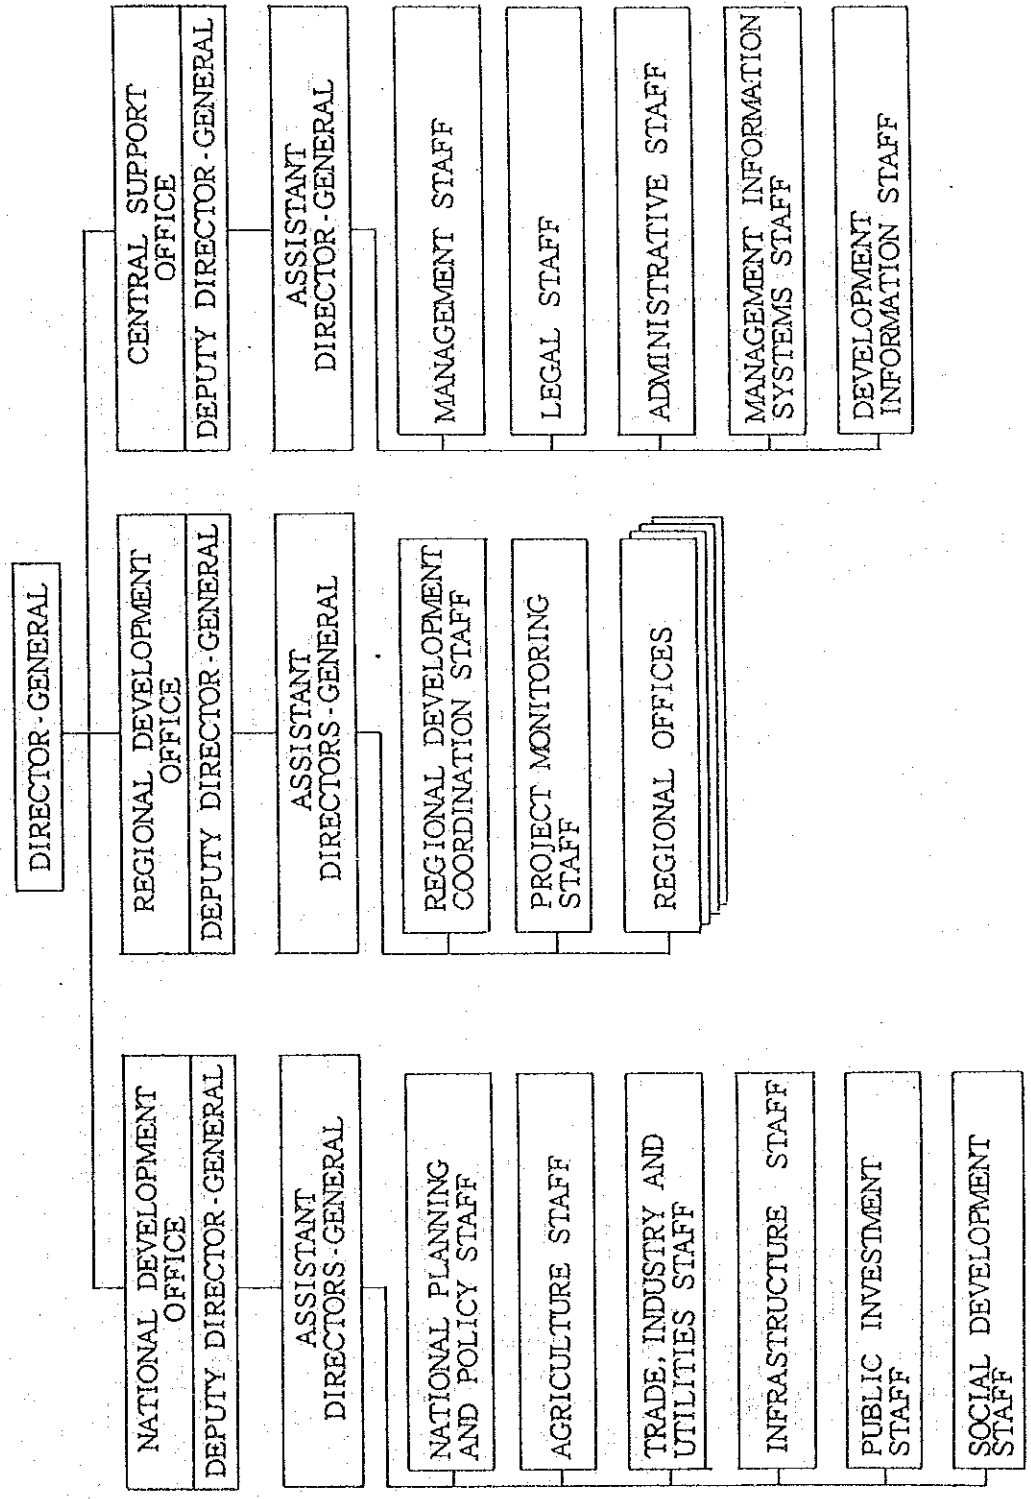 DIRECTOR-GENERAL
NATIONAL DEVELOPMENT
OFFICE
DEPUTY DIRECTOR-GENERAL
ASSISTANT
DIRECTORS-GENERAL
NATIONAL PLANNING
AND POLICY STAFF
AGRICULTURE STAFF
TRADE, INDUSTRY AND
UTILITIES STAFF
INFRASTRUCTURE STAFF
PUBLIC INVESTMENT
STAFF
SOCIAL DEVELOPMENT
STAFF
REGIONAL DEVELOPMENT
OFFICE
DEPUTY DIRECTOR-GENERAL
ASSISTANT
DIRECTORS-GENERAL
REGIONAL DEVELOPMENT
COORDINATION STAFF
PROJECT MONITORING
STAFF
REGIONAL OFFICES
CENTRAL SUPPORT
OFFICE
DEPUTY DIRECTOR-GENERAL
ASSISTANT
DIRECTOR-GENERAL
MANAGEMENT STAFF
LEGAL STAFF
ADMINISTRATIVE STAFF
MANAGEMENT INFORMATION
SYSTEMS STAFF
DEVELOPMENT
INFORMATION STAFF